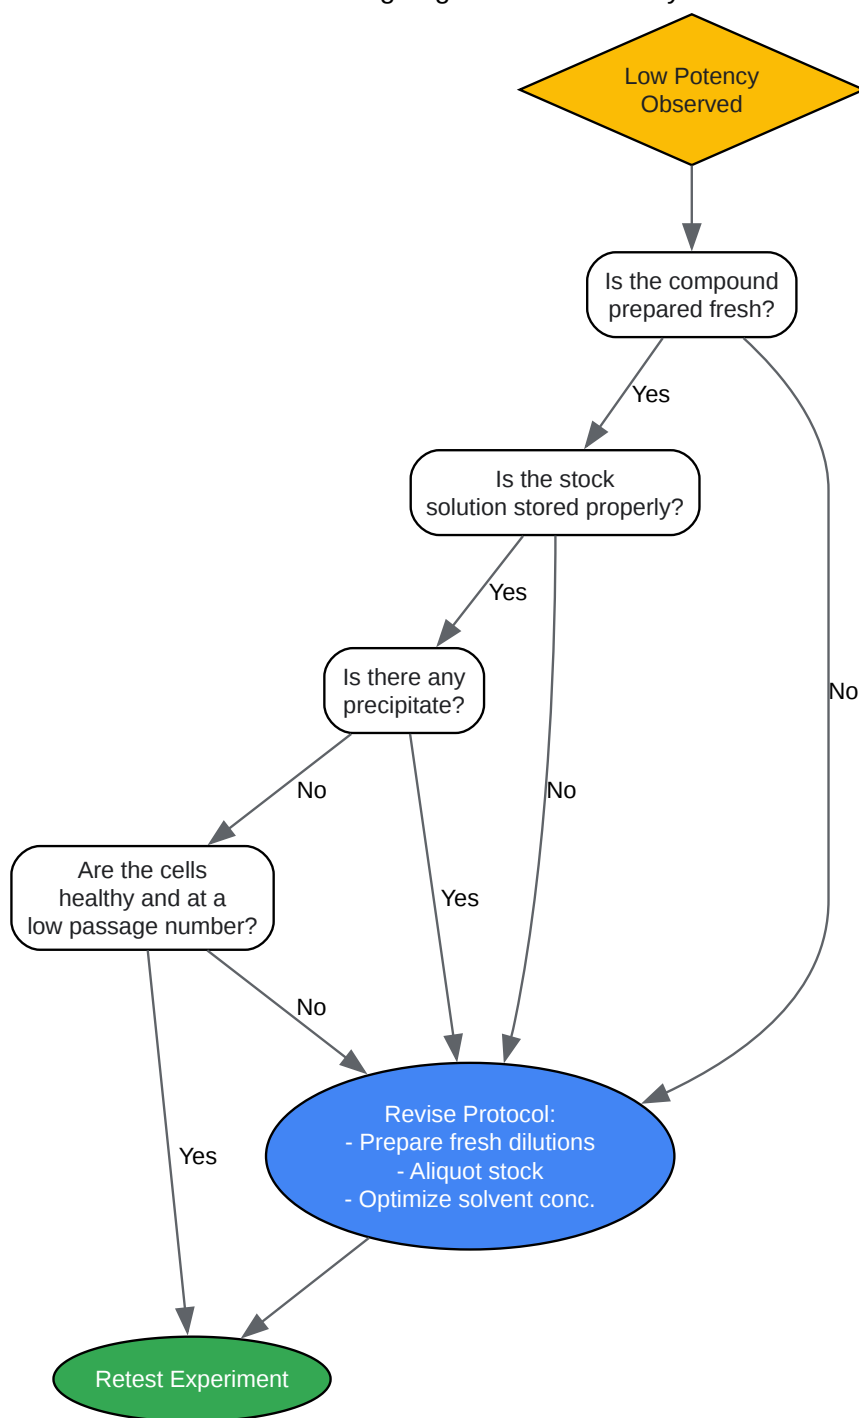 Low Potency
Observed
Is the compound
prepared fresh?
Yes
Is the stock
solution stored properly?
Yes
Is there any
precipitate?
No
No
No
Are the cells
healthy and at a
low passage number?
Yes
No
Revise Protocol:
- Prepare fresh dilutions
- Aliquot stock
- Optimize solvent conc.
Yes
Retest Experiment